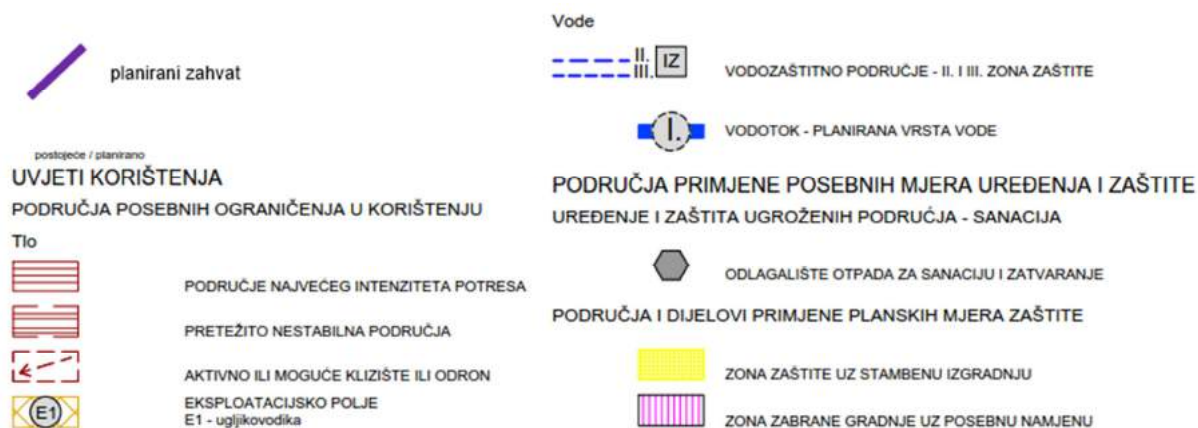 planirani zahvat
postojeće / planirano
UVJETI KORIŠTENJA
PODRUČJA POSEBNIH OGRANIČENJA U KORIŠTENJU
Tlo
PODRUČJE NAJVEĆEG INTENZITETA POTRESA
PRETEŽITO NESTABILNA PODRUČJA
AKTIVNO ILI MOGUĆE KLIZIŠTE ILI ODRON
E1
EKSPLOATACIJSKO POLJE
E1 - ugljikovodika
Vode
II.
III.
IZ
VODOZAŠTITNO PODRUČJE - II. I III. ZONA ZAŠTITE
I.
VODOTOK - PLANIRANA VRSTA VODE
PODRUČJA PRIMJENE POSEBNIH MJERA UREĐENJA I ZAŠTITE
UREĐENJE I ZAŠTITA UGROŽENIH PODRUČJA - SANACIJA
ODLAGALIŠTE OTPADA ZA SANACIJU I ZATVARANJE
PODRUČJA I DIJELOVI PRIMJENE PLANSKIH MJERA ZAŠTITE
ZONA ZAŠTITE UZ STAMBENU IZGRADNJU
ZONA ZABRANE GRADNJE UZ POSEBNU NAMJENU